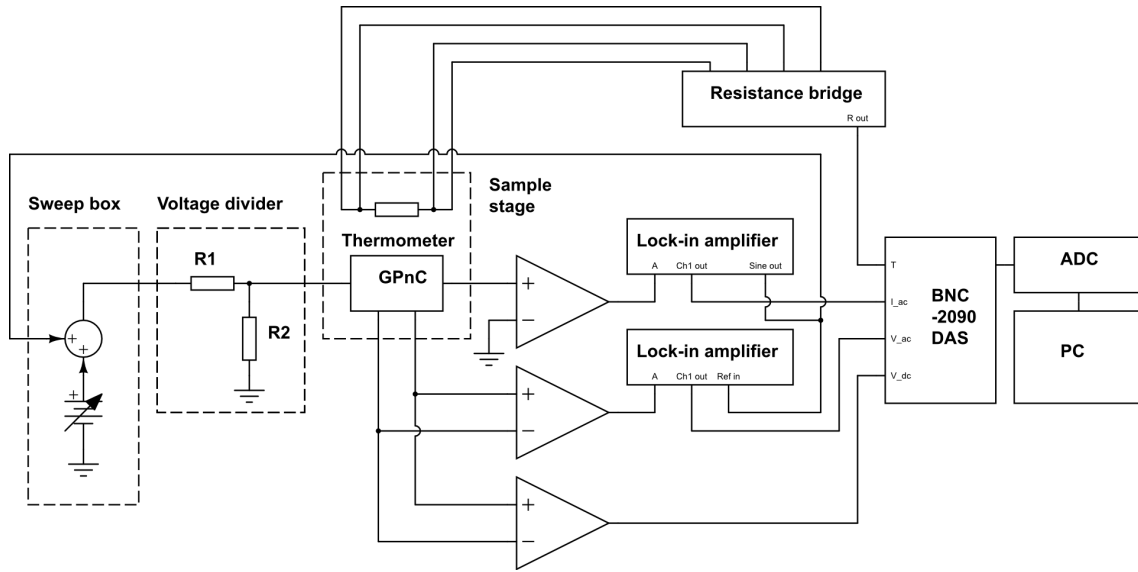 Resistance bridge
R out
Sweep box
Voltage divider
Sample
stage
R1
R2
Thermometer
GPnC
Lock-in amplifier
A
Ch1 out
Sine out
Lock-in amplifier
A
Ch1 out
Ref in
T
I_ac
V_ac
V_dc
BNC
-2090
DAS
ADC
PC
+
+
+
+
−
+
−
+
−